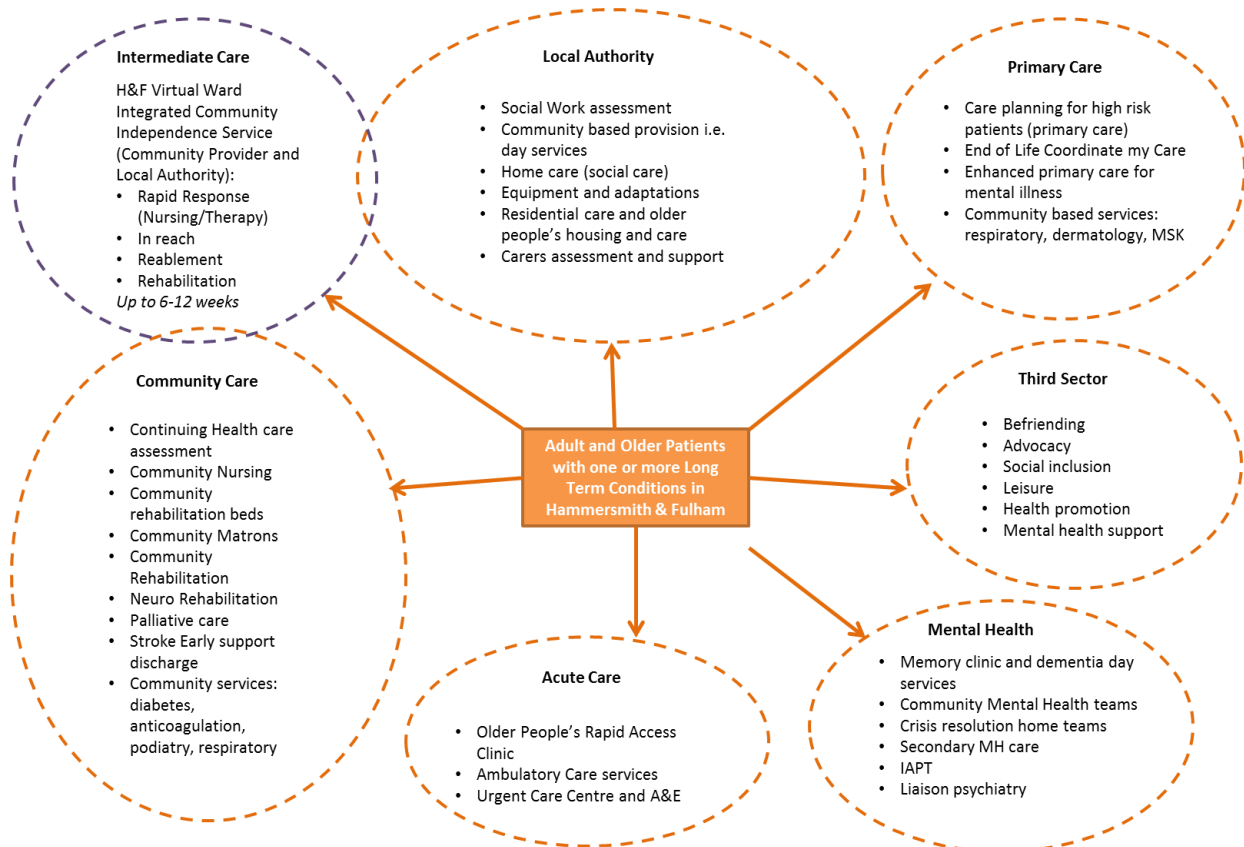 Intermediate Care
H&F Virtual Ward
Integrated Community
Independence Service
(Community Provider and
Local Authority):
• Rapid Response
(Nursing/Therapy)
• In reach
• Reablement
• Rehabilitation
Up to 6-12 weeks
Local Authority
• Social Work assessment
• Community based provision i.e.
day services
• Home care (social care)
• Equipment and adaptations
• Residential care and older
people’s housing and care
• Carers assessment and support
Primary Care
• Care planning for high risk
patients (primary care)
• End of Life Coordinate my Care
• Enhanced primary care for
mental illness
• Community based services:
respiratory, dermatology, MSK
Community Care
• Continuing Health care
assessment
• Community Nursing
• Community
rehabilitation beds
• Community Matrons
• Community
Rehabilitation
• Neuro Rehabilitation
• Palliative care
• Stroke Early support
discharge
• Community services:
diabetes,
anticoagulation,
podiatry, respiratory
Adult and Older Patients
with one or more Long
Term Conditions in
Hammersmith & Fulham
Third Sector
• Befriending
• Advocacy
• Social inclusion
• Leisure
• Health promotion
• Mental health support
Acute Care
• Older People’s Rapid Access
Clinic
• Ambulatory Care services
• Urgent Care Centre and A&E
Mental Health
• Memory clinic and dementia day
services
• Community Mental Health teams
• Crisis resolution home teams
• Secondary MH care
• IAPT
• Liaison psychiatry